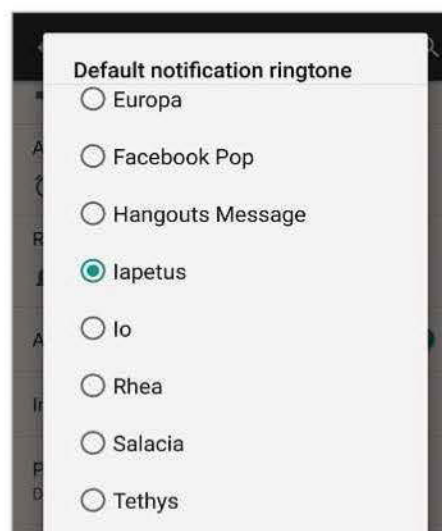 Default notification ringtone
Europa
Facebook Pop
Hangouts Message
Iapetus
Io
Rhea
Salacia
Tethys